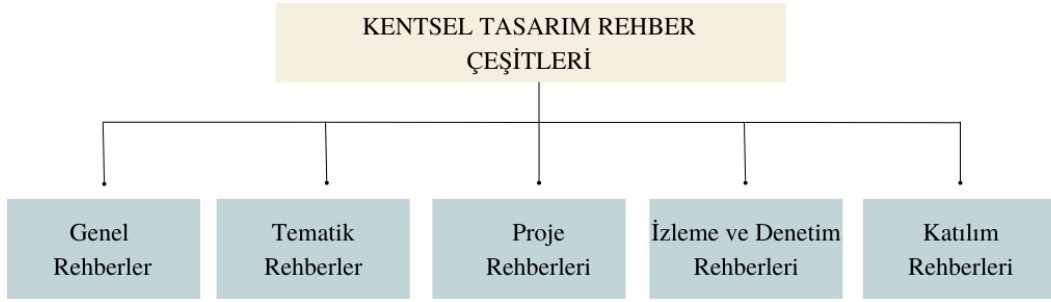 KENTSEL TASARIM REHBER
ÇEŞİTLERİ
Genel
Rehberler
Tematik
Rehberler
Proje
Rehberleri
İzleme ve Denetim
Rehberleri
Katılım
Rehberleri